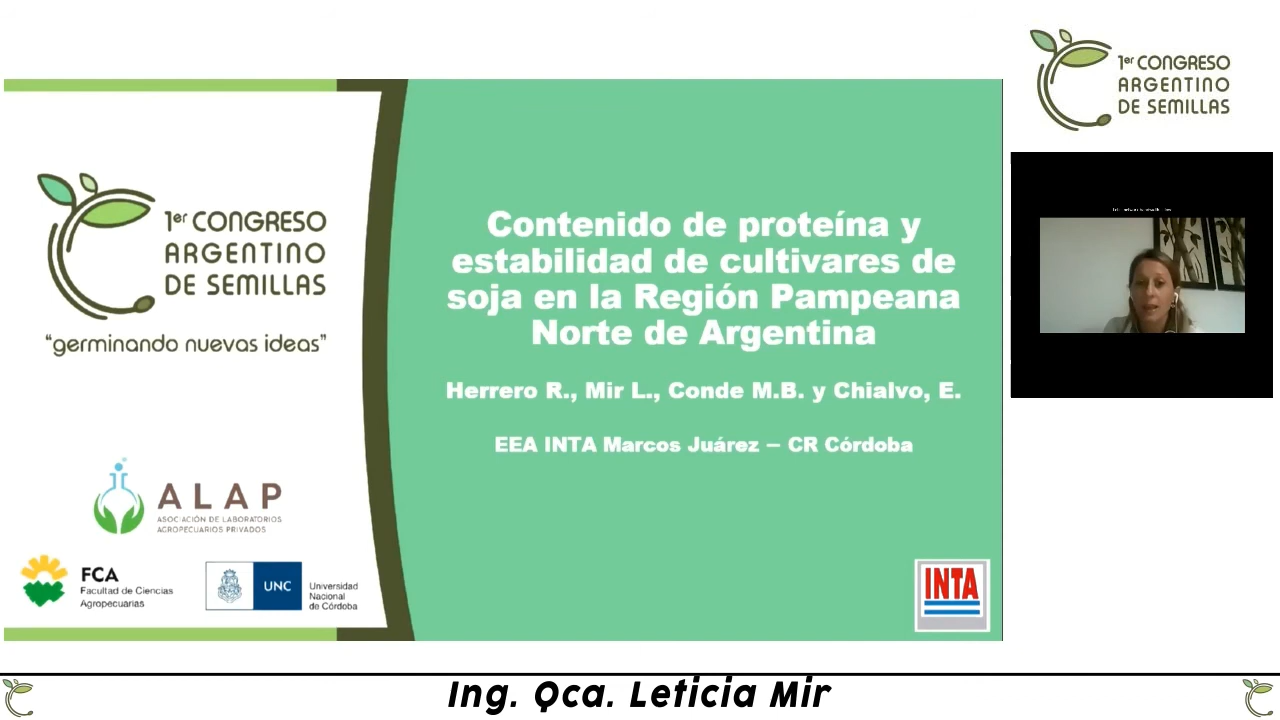 1er CONGRESO
ARGENTINO
DE SEMILLAS
"germinando nuevas ideas"
ALAP
ASOCIACIÓN DE LABORATORIOS
AGROPECUARIOS PRIVADOS
FCA
Facultad de Ciencias
Agropecuarias
UNC
Universidad
Nacional
de Córdoba
Contenido de proteína y
estabilidad de cultivares de
soja en la Región Pampeana
Norte de Argentina
Herrero R., Mir L., Conde M.B. y Chialvo, E.
EEA INTA Marcos Juárez – CR Córdoba
INTA
1er CONGRESO
ARGENTINO
DE SEMILLAS
Ing. Qca. Leticia Mir